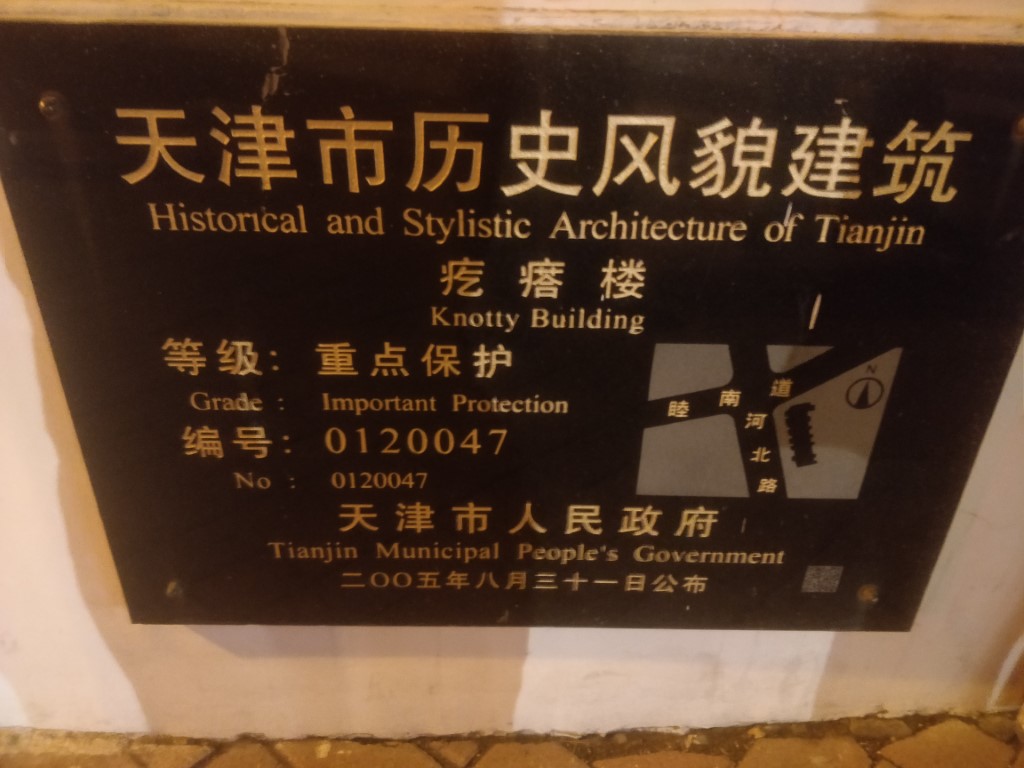 天津市历史风貌建筑
Historical and Stylistic Architecture of Tianjin
疙瘩楼
Knotty Building
等级： 重点保护
Grade : Important Protection
编号： 0120047
No : 0120047
天津市人民政府
Tianjin Municipal People's Government
二〇〇五年八月三十一日公布
睦南道
河北路
N